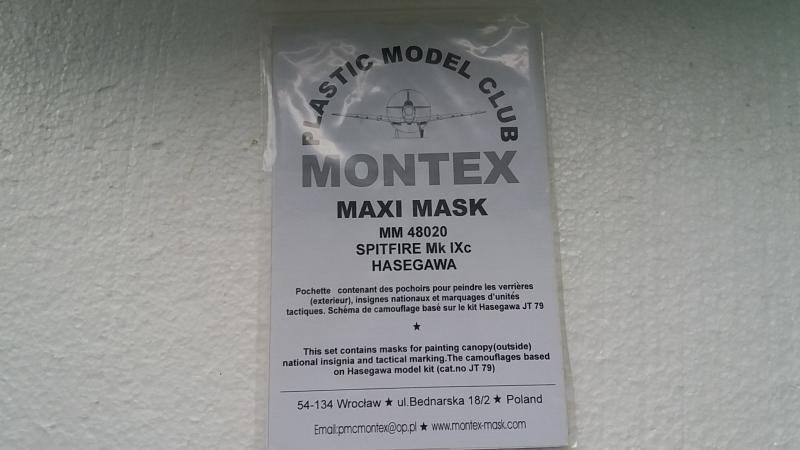 PLASTIC MODEL CLUB
MONTEX
MAXI MASK
MM 48020
SPITFIRE Mk IXc
HASEGAWA
Pochette contenant des pochoirs pour peindre les verrières
(exterieur), insignes nationaux et marquages d'unités
tactiques. Schéma de camouflage basé sur le kit Hasegawa JT 79
★
This set contains masks for painting canopy(outside)
national insignia and tactical marking.The camouflages based
on Hasegawa model kit (cat.no JT 79)
54-134 Wrocław ★ ul.Bednarska 18/2 ★ Poland
Email:pmcmontex@op.pl ★ www.montex-mask.com